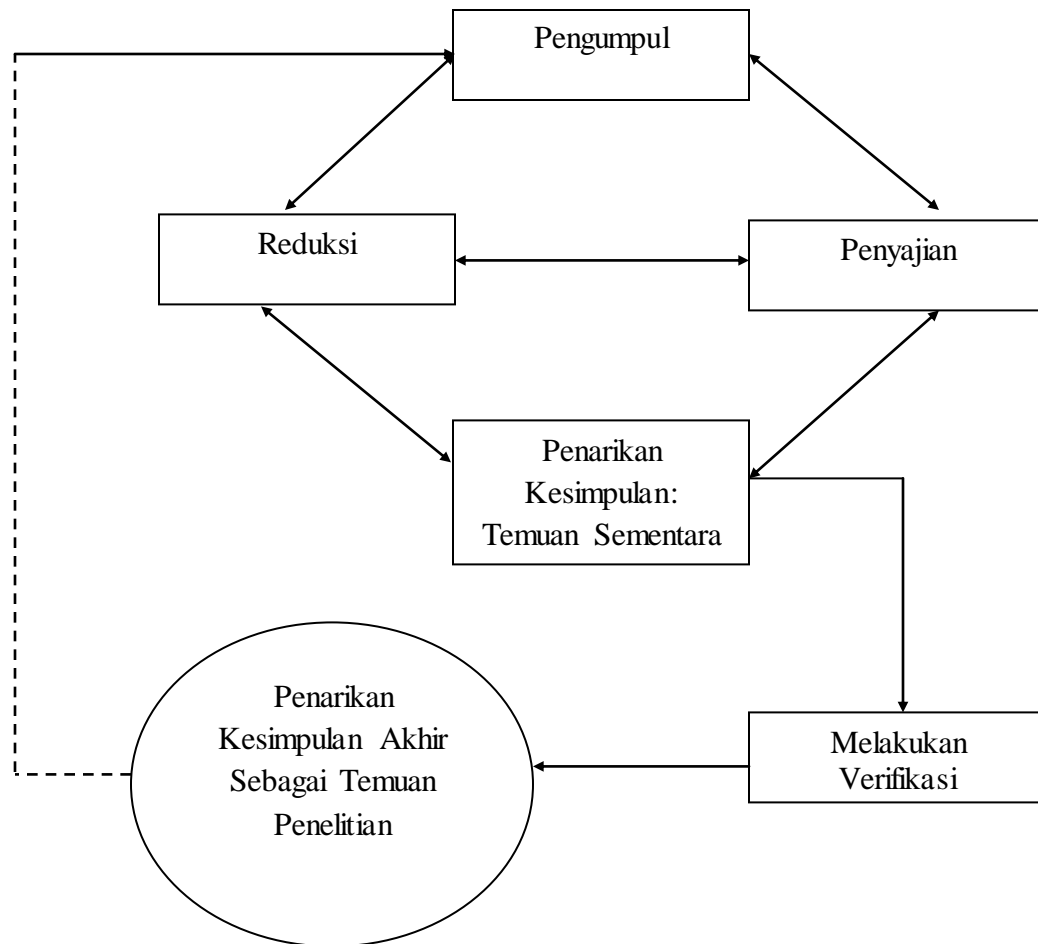 Pengumpul
Reduksi
Penyajian
Penarikan
Kesimpulan:
Temuan Sementara
Penarikan
Kesimpulan Akhir
Sebagai Temuan
Penelitian
Melakukan
Verifikasi